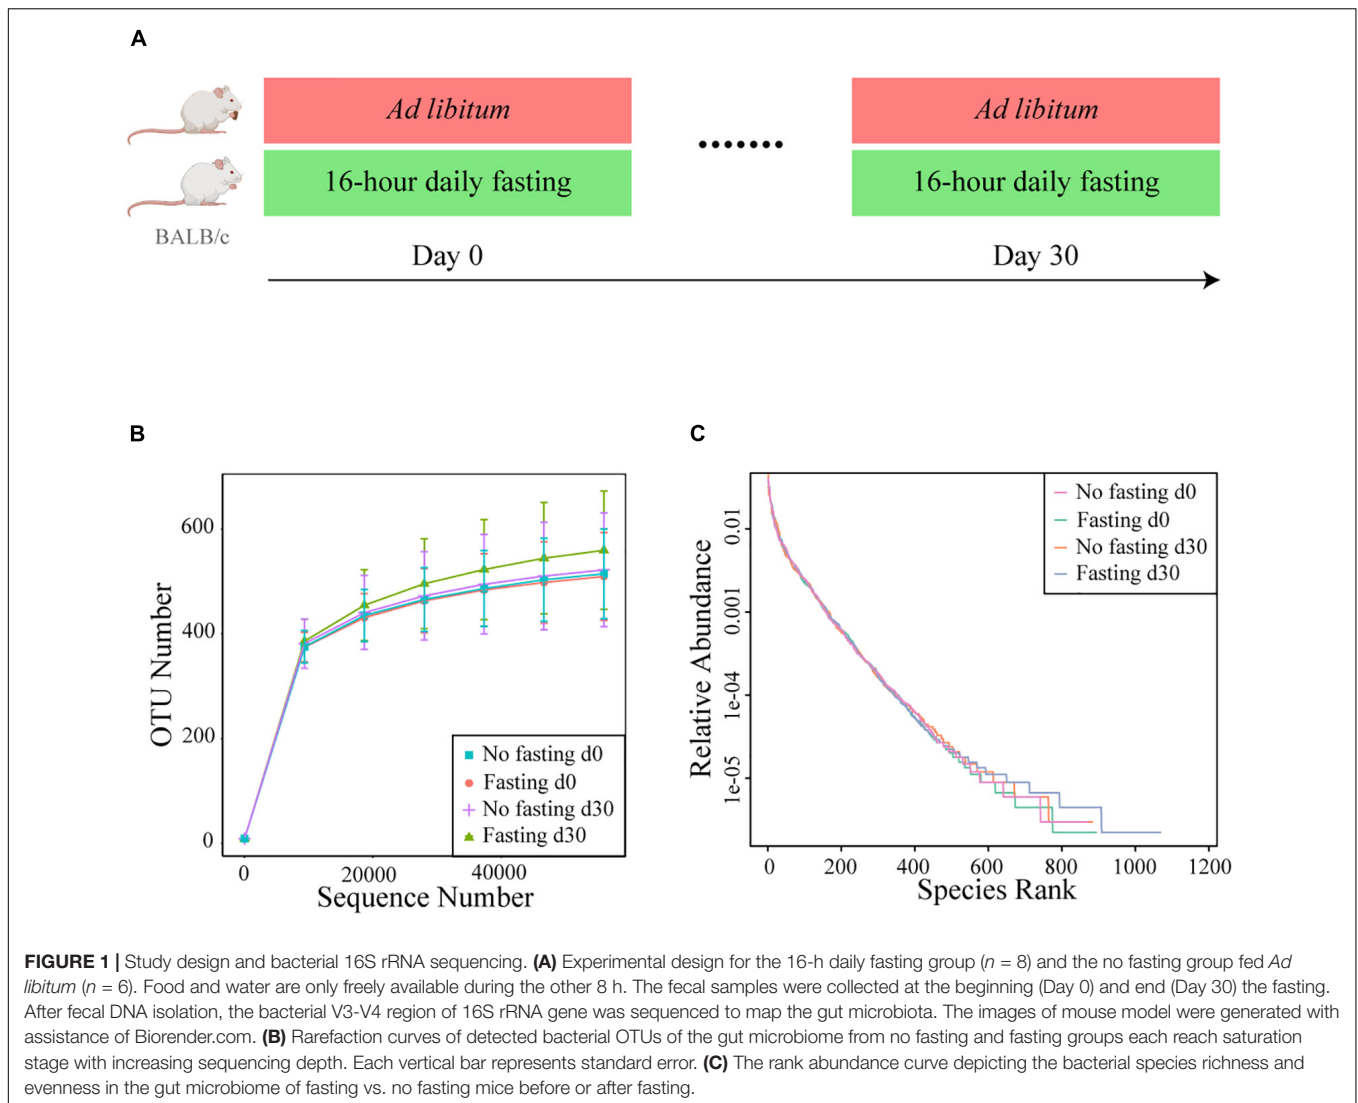 A
Ad libitum
Ad libitum
16-hour daily fasting
16-hour daily fasting
BALB/c
Day 0
Day 30
B
OTU Number
600
400
200
0
No fasting d0
Fasting d0
No fasting d30
Fasting d30
0
20000
40000
Sequence Number
C
Relative Abundance
0.01
0.001
1e-04
1e-05
No fasting d0
Fasting d0
No fasting d30
Fasting d30
0
200
400
600
800
1000
1200
Species Rank
FIGURE 1 | Study design and bacterial 16S rRNA sequencing. (A) Experimental design for the 16-h daily fasting group (n = 8) and the no fasting group fed Ad
libitum (n = 6). Food and water are only freely available during the other 8 h. The fecal samples were collected at the beginning (Day 0) and end (Day 30) the fasting.
After fecal DNA isolation, the bacterial V3-V4 region of 16S rRNA gene was sequenced to map the gut microbiota. The images of mouse model were generated with
assistance of Biorender.com. (B) Rarefaction curves of detected bacterial OTUs of the gut microbiome from no fasting and fasting groups each reach saturation
stage with increasing sequencing depth. Each vertical bar represents standard error. (C) The rank abundance curve depicting the bacterial species richness and
evenness in the gut microbiome of fasting vs. no fasting mice before or after fasting.